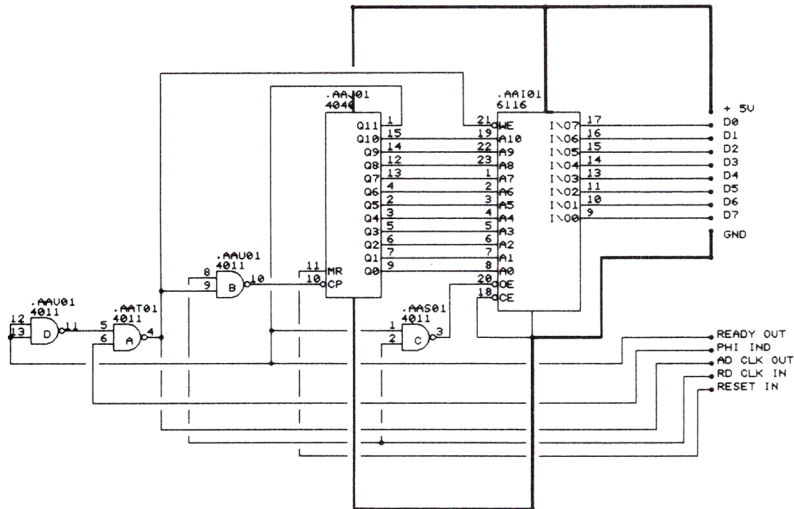 .AAJ01
4040
.AAI01
6116
+ 5V
Q11 1
Q10 15
Q9 14
Q8 12
Q7 13
Q6 4
Q5 2
Q4 3
Q3 5
Q2 6
Q1 7
Q0 9
11 MR
10 CP
21 WE
19 A10
22 A9
23 A8
1 A7
2 A6
3 A5
4 A4
5 A3
6 A2
7 A1
8 A0
20 OE
18 CE
I\O7 17
I\O6 16
I\O5 15
I\O4 14
I\O3 13
I\O2 11
I\O1 10
I\O0 9
D0
D1
D2
D3
D4
D5
D6
D7
GND
.AAU01
4011
8
9
B
10
.AAV01
4011
12
13
D
11
.AAT01
4011
5
6
A
4
.AAS01
4011
1
2
C
3
READY OUT
PHI IND
AD CLK OUT
RD CLK IN
RESET IN